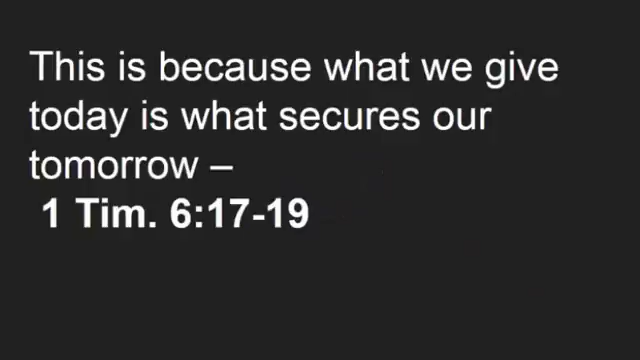 This is because what we give
today is what secures our
tomorrow –
1 Tim. 6:17-19